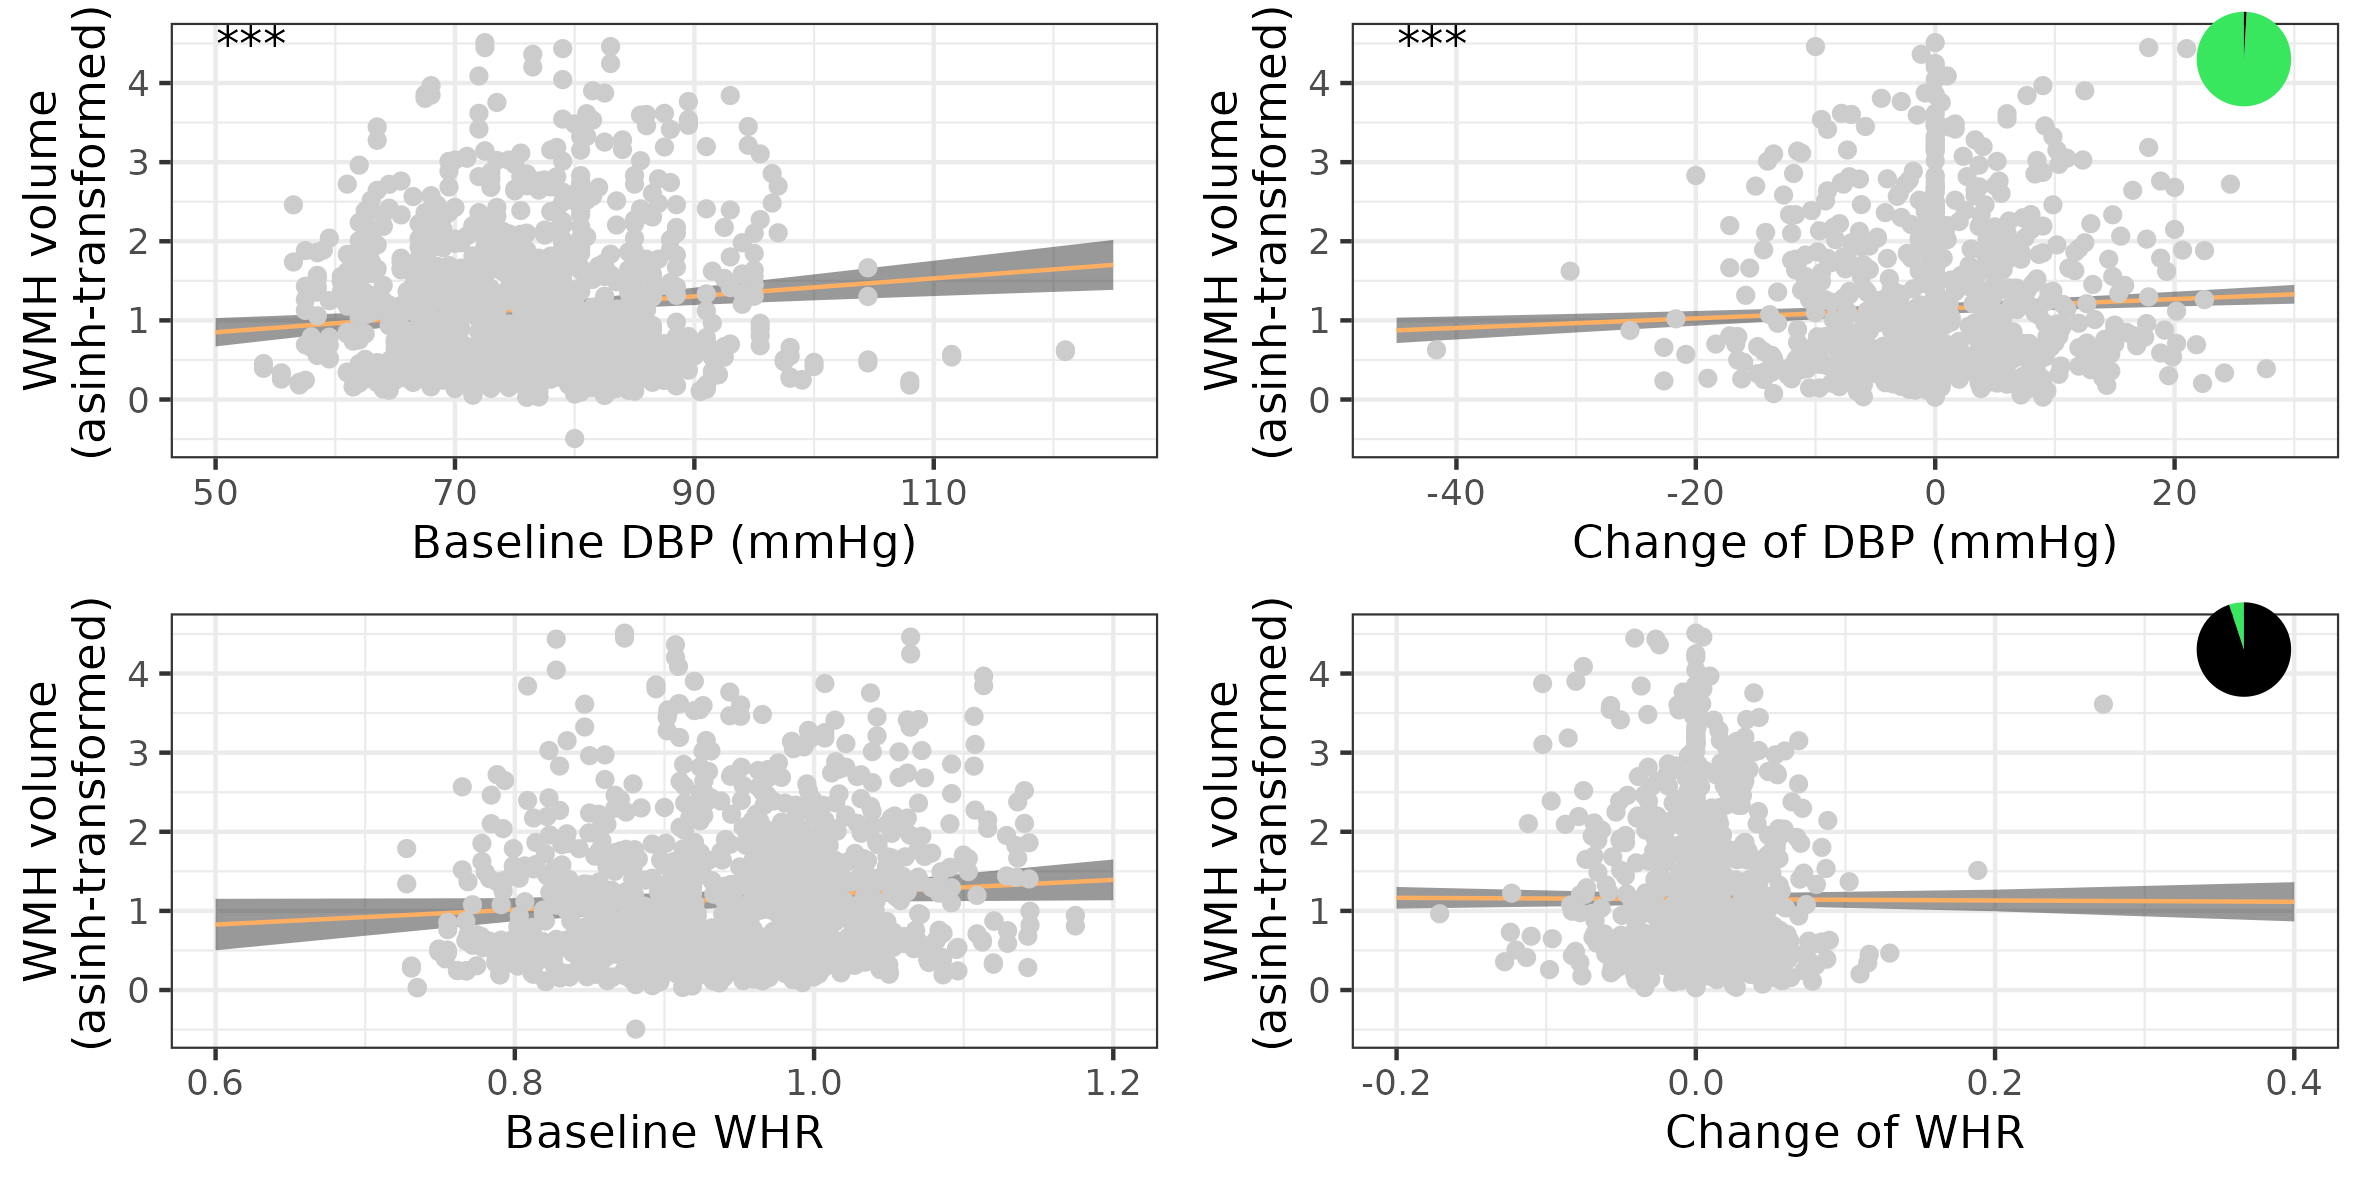 ***
WMH volume
(asinh-transformed)
4
3
2
1
0
50 70 90 110
Baseline DBP (mmHg)
***
WMH volume
(asinh-transformed)
4
3
2
1
0
-40 -20 0 20
Change of DBP (mmHg)
WMH volume
(asinh-transformed)
4
3
2
1
0
0.6 0.8 1.0 1.2
Baseline WHR
WMH volume
(asinh-transformed)
4
3
2
1
0
-0.2 0.0 0.2 0.4
Change of WHR